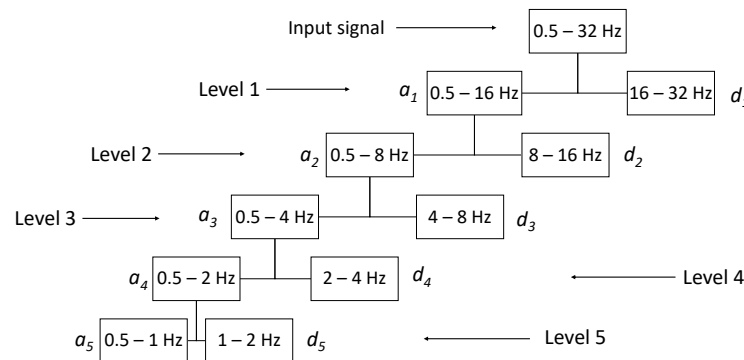 Input signal
0.5 – 32 Hz
Level 1
a1
0.5 – 16 Hz
16 – 32 Hz
d1
Level 2
a2
0.5 – 8 Hz
8 – 16 Hz
d2
Level 3
a3
0.5 – 4 Hz
4 – 8 Hz
d3
a4
0.5 – 2 Hz
2 – 4 Hz
d4
Level 4
a5
0.5 – 1 Hz
1 – 2 Hz
d5
Level 5